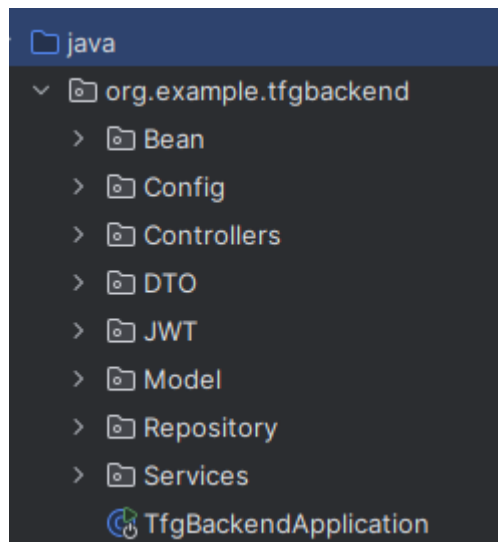 java
org.example.tfgbackend
Bean
Config
Controllers
DTO
JWT
Model
Repository
Services
TfgBackendApplication